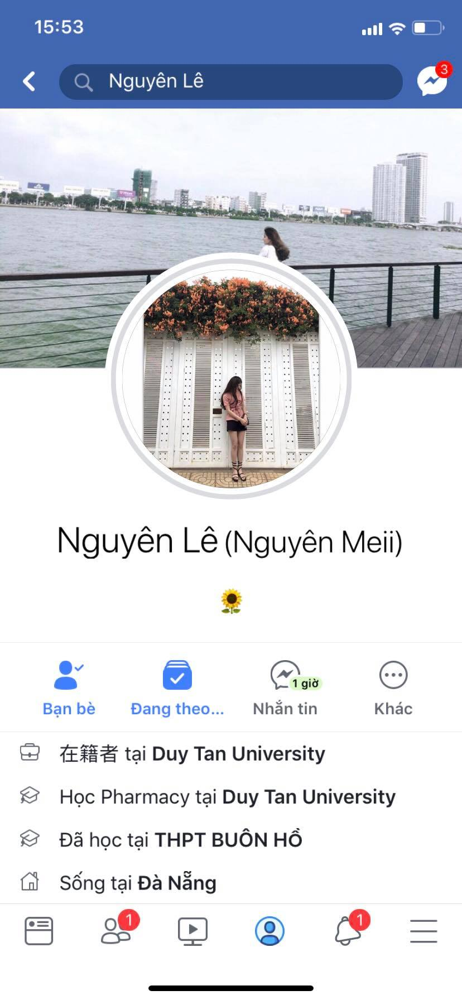 15:53
Nguyên Lê
3
Nguyên Lê (Nguyên Meii)
1 giờ
Bạn bè
Đang theo...
Nhắn tin
Khác
在籍者 tại Duy Tan University
Học Pharmacy tại Duy Tan University
Đã học tại THPT BUÔN HỒ
Sống tại Đà Nẵng
1
1